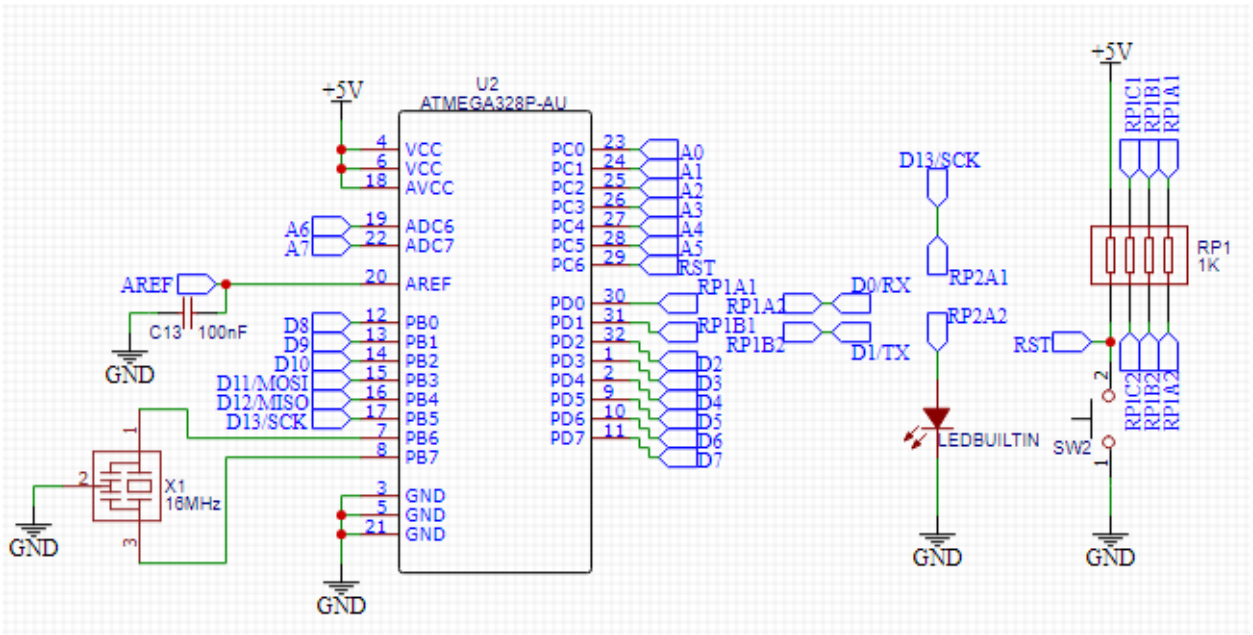 +5V
U2
ATMEGA328P-AU
4 VCC
6 VCC
18 AVCC
A6 19 ADC6
A7 22 ADC7
AREF 20 AREF
C13 100nF
GND
D8 12 PB0
D9 13 PB1
D10 14 PB2
D11/MOSI 15 PB3
D12/MISO 16 PB4
D13/SCK 17 PB5
7 PB6
8 PB7
1
2
X1
16MHz
3
GND
3 GND
5 GND
21 GND
GND
PC0 23 A0
PC1 24 A1
PC2 25 A2
PC3 26 A3
PC4 27 A4
PC5 28 A5
PC6 29 RST
PD0 30 RP1A1
PD1 31 RP1B1
PD2 32 D2
PD3 1 D3
PD4 2 D4
PD5 9 D5
PD6 10 D6
PD7 11 D7
RP1A2 D0/RX
RP1B2 D1/TX
D13/SCK
RP2A1
RP2A2
LEDBUILTIN
GND
+5V
RP1C1
RP1B1
RP1A1
RP1
1K
RST
RP1C2
RP1B2
RP1A2
2
SW2
1
GND